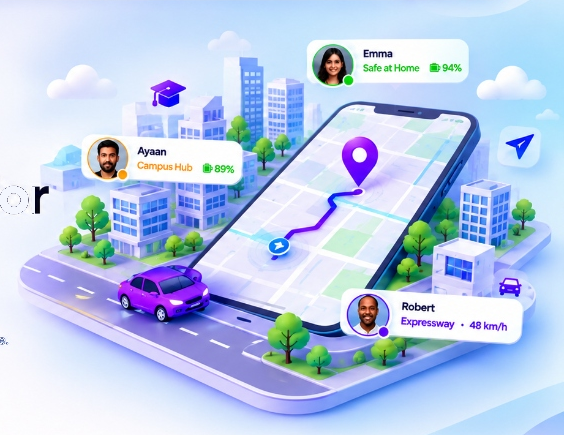 Emma
Safe at Home 94%
Ayaan
Campus Hub 89%
or
Robert
Expressway • 48 km/h